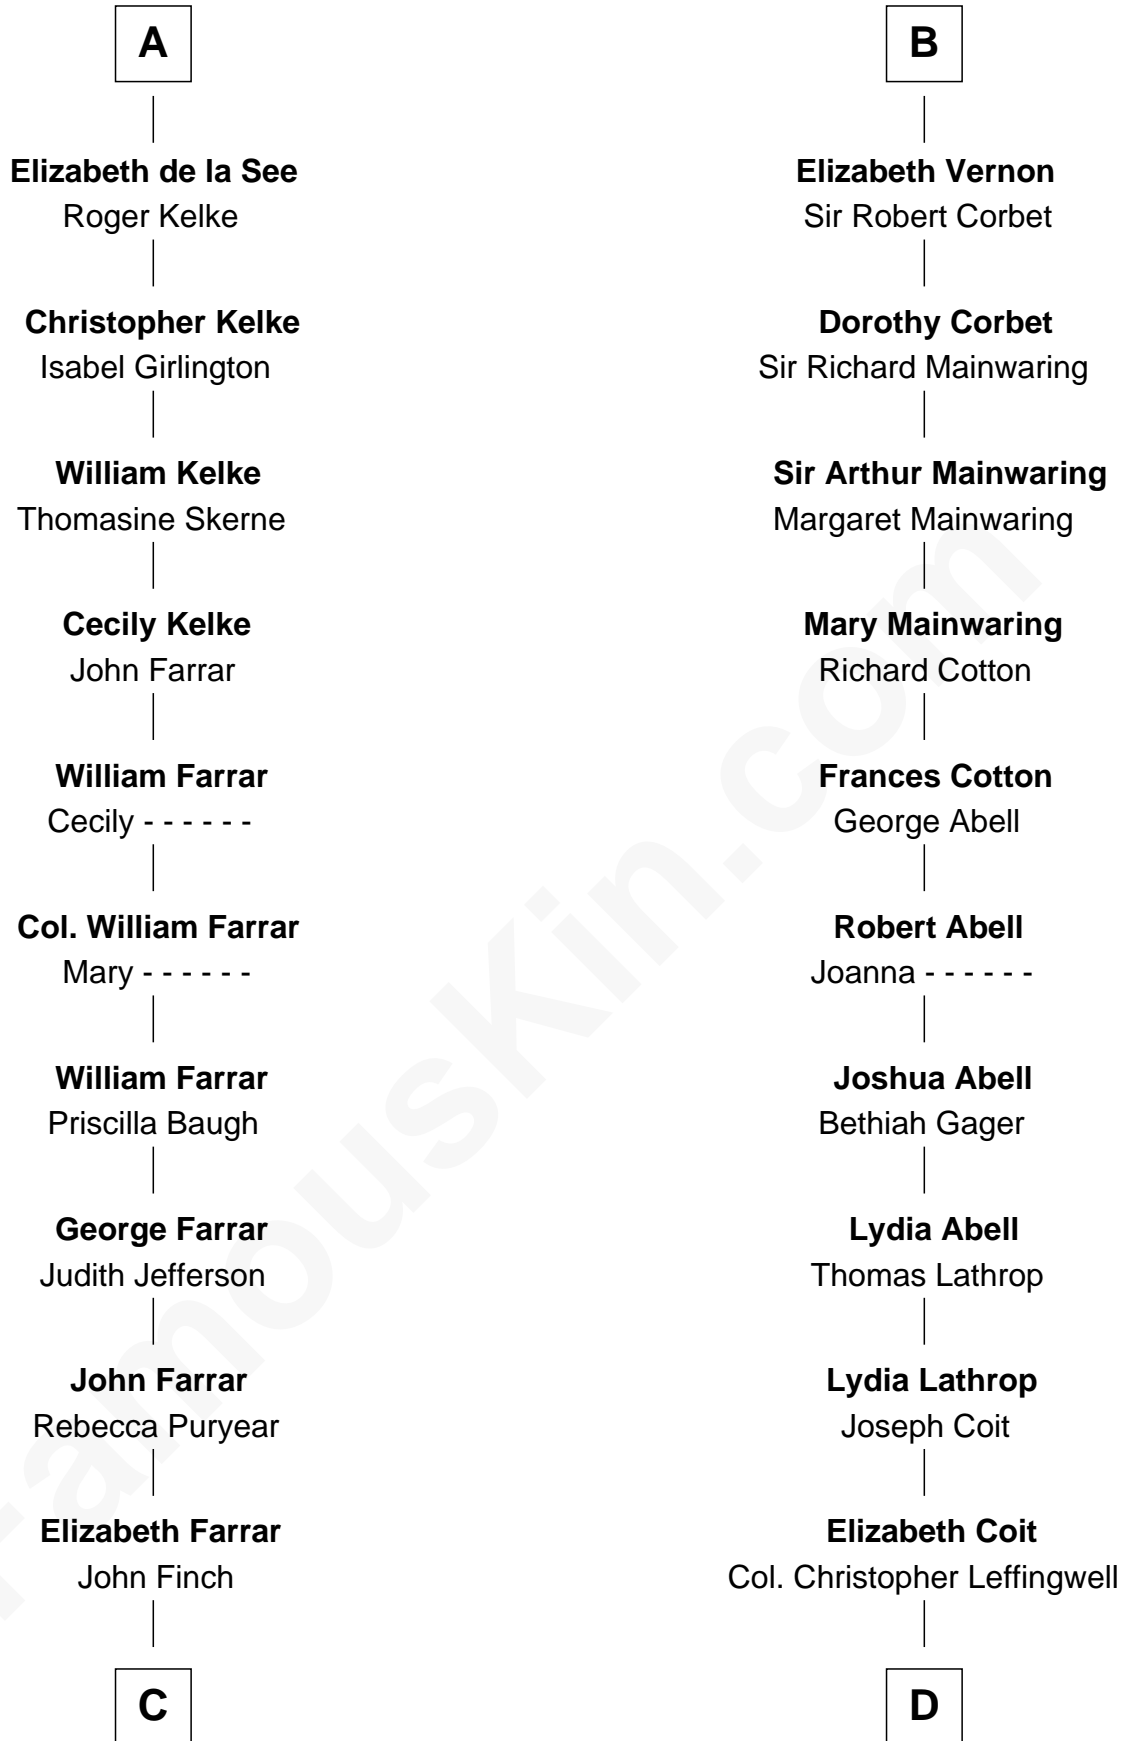 A
Elizabeth de la See
Roger Kelke
Christopher Kelke
Isabel Girlington
William Kelke
Thomasine Skerne
Cecily Kelke
John Farrar
William Farrar
Cecily - - - - - -
Col. William Farrar
Mary - - - - - -
William Farrar
Priscilla Baugh
George Farrar
Judith Jefferson
John Farrar
Rebecca Puryear
Elizabeth Farrar
John Finch
C
B
Elizabeth Vernon
Sir Robert Corbet
Dorothy Corbet
Sir Richard Mainwaring
Sir Arthur Mainwaring
Margaret Mainwaring
Mary Mainwaring
Richard Cotton
Frances Cotton
George Abell
Robert Abell
Joanna - - - - - -
Joshua Abell
Bethiah Gager
Lydia Abell
Thomas Lathrop
Lydia Lathrop
Joseph Coit
Elizabeth Coit
Col. Christopher Leffingwell
D
FamousKin.com